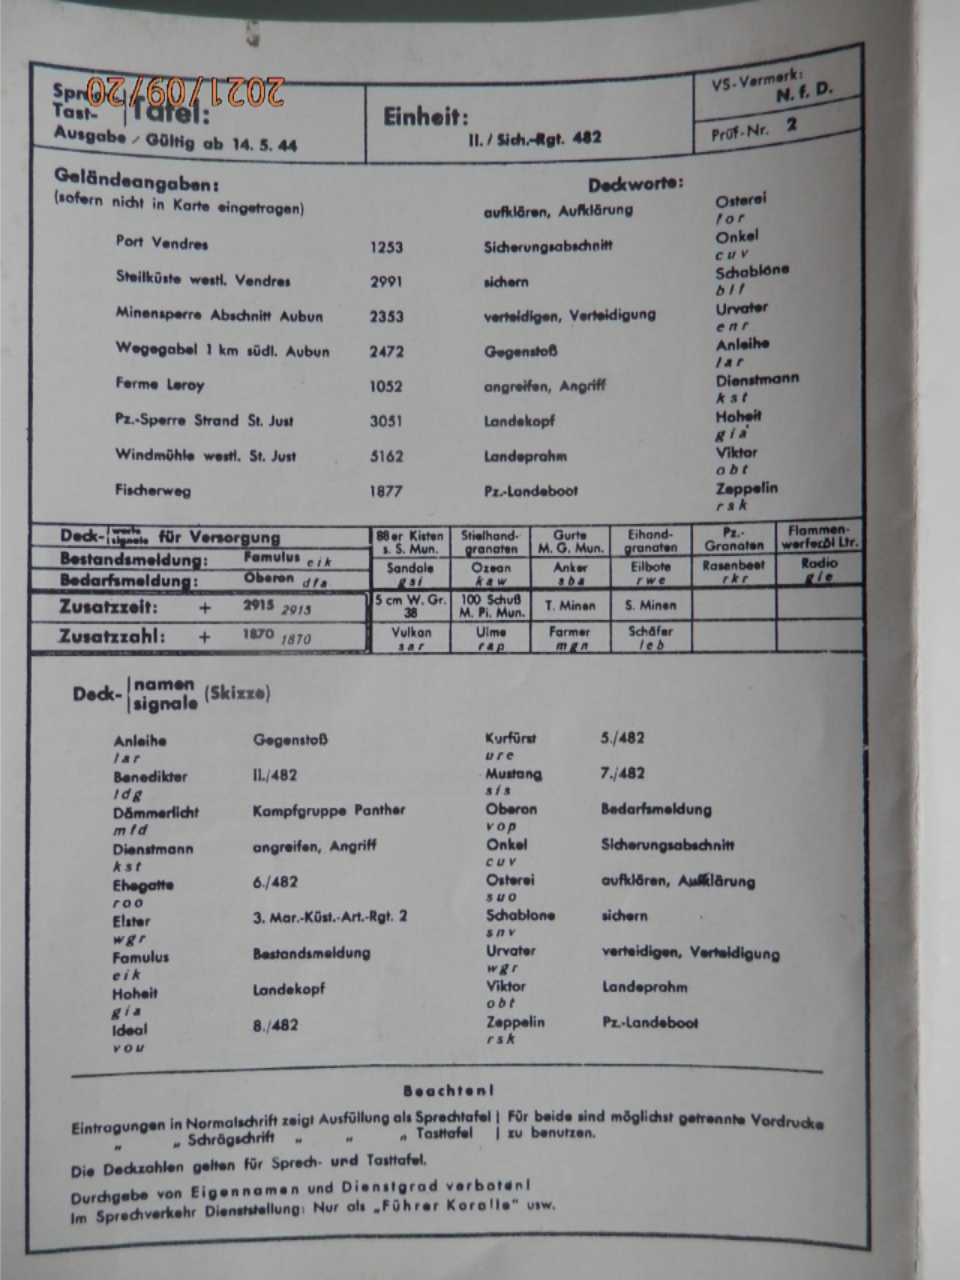 2021/09/20
Tast- Tafel:
Ausgabe / Gültig ab 14. 5. 44
Einheit:
II. / Sich.-Rgt. 482
VS-Vermerk:
N. f. D.
Prüf-Nr. 2
Geländeangaben:
(sofern nicht in Karte eingetragen)
Deckworte:
aufklären, Aufklärung Osterei
for
Port Vendres 1253 Sicherungsabschnitt Onkel
cuv
Steilküste westl. Vendres 2991 sichern Schablone
blf
Minensperre Abschnitt Aubun 2353 verteidigen, Verteidigung Urvater
enr
Wegegabel 1 km südl. Aubun 2472 Gegenstoß Anleihe
lar
Ferme Leroy 1052 angreifen, Angriff Dienstmann
kst
Pz.-Sperre Strand St. Just 3051 Landekopf Hoheit
gia
Windmühle westl. St. Just 5162 Landeprahm Viktor
obt
Fischerweg 1877 Pz.-Landeboot Zeppelin
rsk
Deck- worte signale für Versorgung
Bestandsmeldung: Famulus eik
Bedarfsmeldung: Oberon dfa
Zusatzzeit: + 2915 2915
Zusatzzahl: + 1870 1870
88er Kisten s. S. Mun. Stielhand- granaten Gurte M. G. Mun. Eihand- granaten Pz.- Granaten Flammen- werferöl Ltr.
Sandale Ozean Anker Eilbote Rasenbeet Radio
gsi kaw sba rwe rkr gie
5 cm W. Gr. 38 100 Schuß M. Pi. Mun. T. Minen S. Minen
Vulkan Ulme Farmer Schäfer
sar rap mgn leb
Deck- namen signale (Skizze)
Anleihe Gegenstoß Kurfürst 5./482
lar ure
Benedikter II./482 Mustang 7./482
ldg sis
Dämmerlicht Kampfgruppe Panther Oberon Bedarfsmeldung
mfd vop
Dienstmann angreifen, Angriff Onkel Sicherungsabschnitt
kst cuv
Ehegatte 6./482 Osterei aufklären, Aufklärung
roo suo
Elster 3. Mar.-Küst.-Art.-Rgt. 2 Schablone sichern
wgr snv
Famulus Bestandsmeldung Urvater verteidigen, Verteidigung
eik wgr
Hoheit Landekopf Viktor Landeprahm
gia obt
Ideal 8./482 Zeppelin Pz.-Landeboot
vou rsk
Beachten!
Eintragungen in Normalschrift zeigt Ausfüllung als Sprechtafel | Für beide sind möglichst getrennte Vordrucke
„ „ Schrägschrift „ „ „ Tasttafel | zu benutzen.
Die Deckzahlen gelten für Sprech- und Tasttafel.
Durchgabe von Eigennamen und Dienstgrad verboten!
Im Sprechverkehr Dienststellung: Nur als „Führer Koralle“ usw.